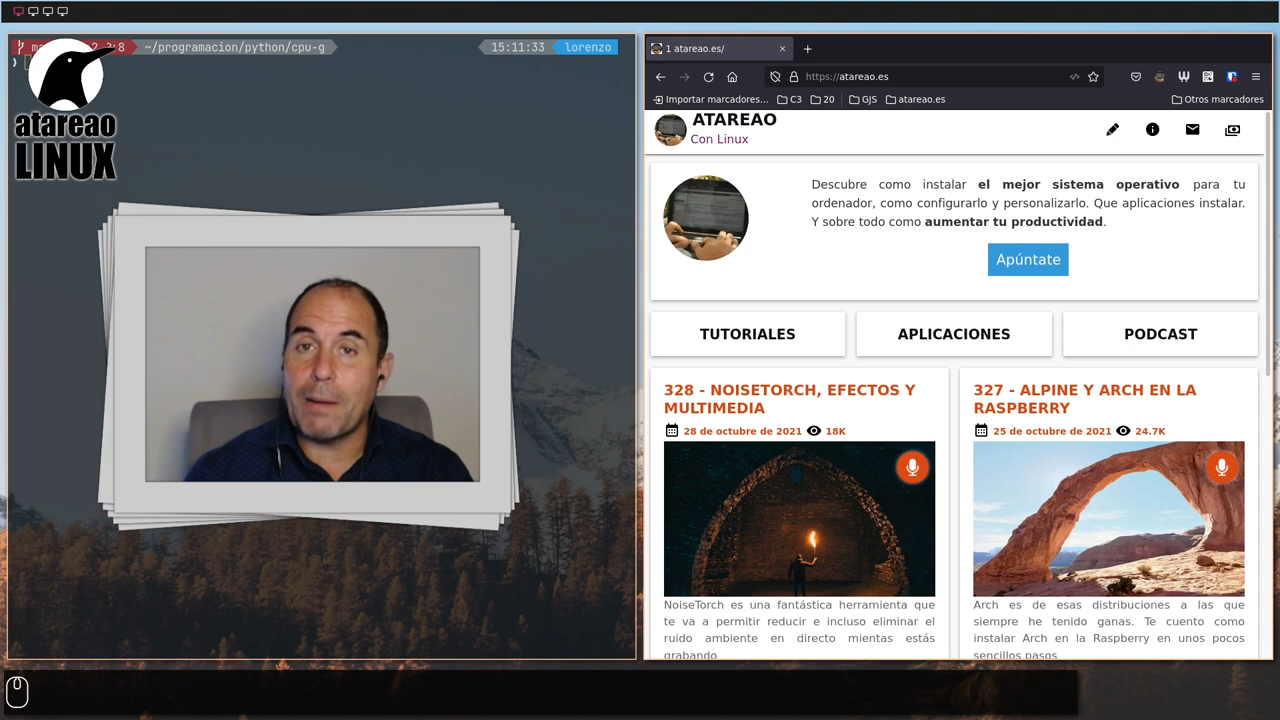 ~/programacion/python/cpu-g
15:11:33
lorenzo
atareao
LINUX
1 atareao.es/
https://atareao.es
Importar marcadores...
C3
20
GJS
atareao.es
Otros marcadores
ATAREAO
Con Linux
Descubre como instalar el mejor sistema operativo para tu
ordenador, como configurarlo y personalizarlo. Que aplicaciones instalar.
Y sobre todo como aumentar tu productividad.
Apúntate
TUTORIALES
APLICACIONES
PODCAST
328 - NOISETORCH, EFECTOS Y
MULTIMEDIA
28 de octubre de 2021
18K
NoiseTorch es una fantástica herramienta que
te va a permitir reducir e incluso eliminar el
ruido ambiente en directo mientas estás
grabando
327 - ALPINE Y ARCH EN LA
RASPBERRY
25 de octubre de 2021
24.7K
Arch es de esas distribuciones a las que
siempre he tenido ganas. Te cuento como
instalar Arch en la Raspberry en unos pocos
sencillos pasos